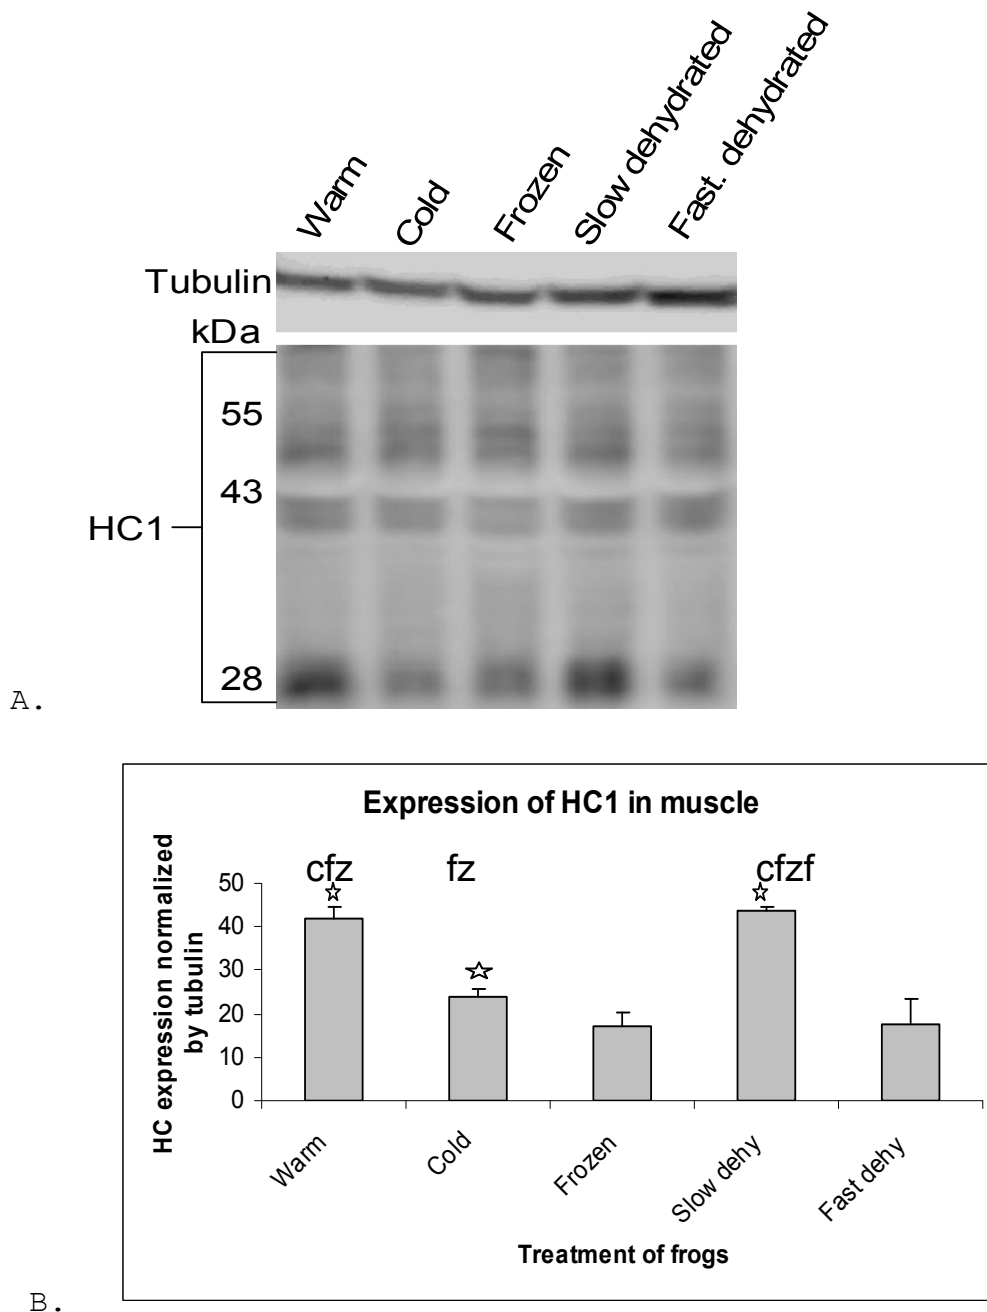 Warm
Cold
Frozen
Slow dehydrated
Fast. dehydrated
Tubulin
kDa
55
43
HC1
28
A.
Expression of HC1 in muscle
cfz
fz
cfzf
HC expression normalized
by tubulin
50
40
30
20
10
0
Warm
Cold
Frozen
Slow dehy
Fast dehy
Treatment of frogs
B.